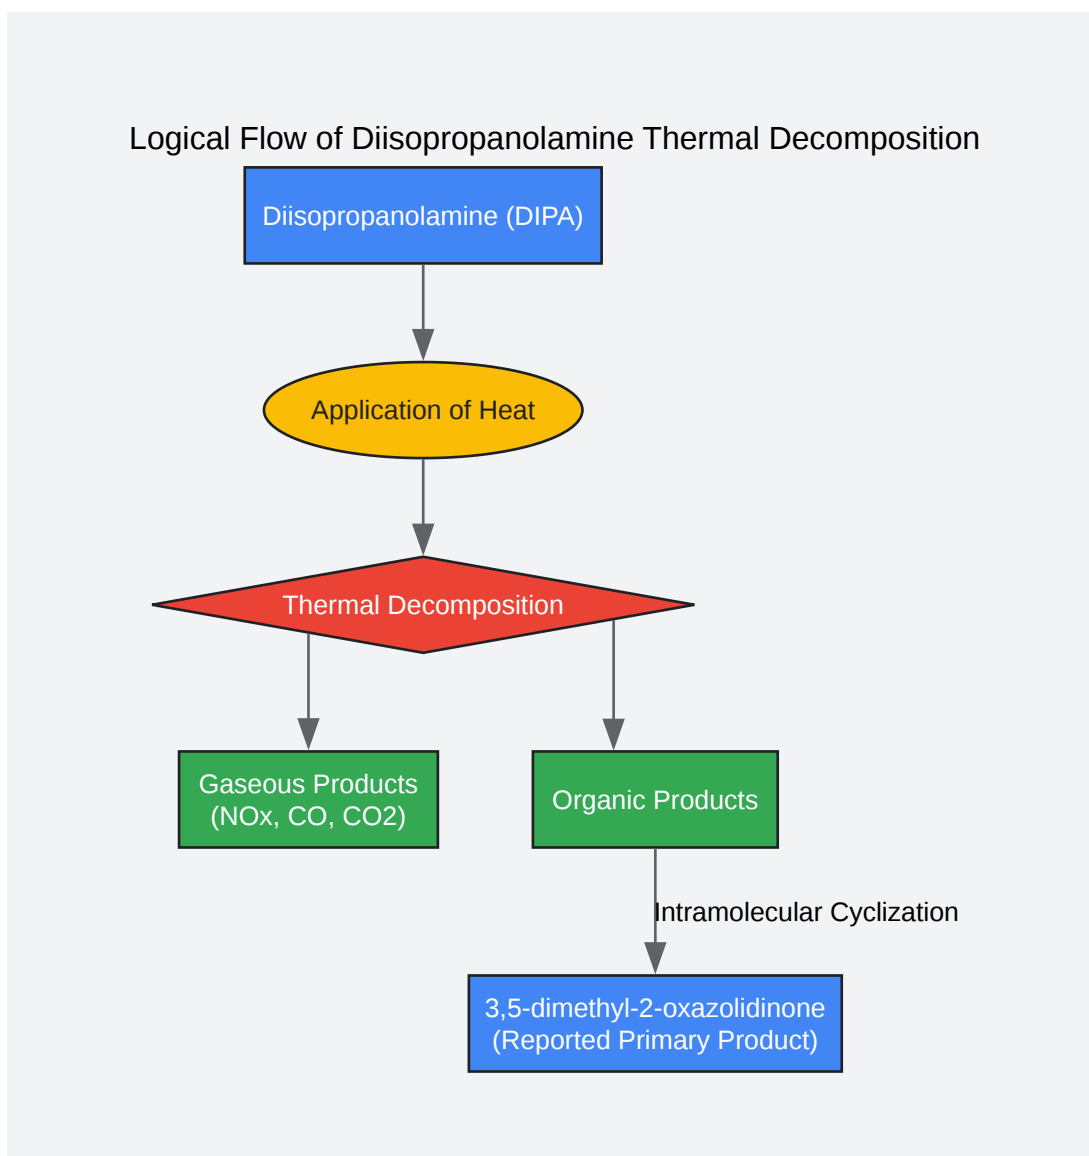 Logical Flow of Diisopropanolamine Thermal Decomposition
Diisopropanolamine (DIPA)
Application of Heat
Thermal Decomposition
Gaseous Products
(NOx, CO, CO2)
Organic Products
Intramolecular Cyclization
3,5-dimethyl-2-oxazolidinone
(Reported Primary Product)